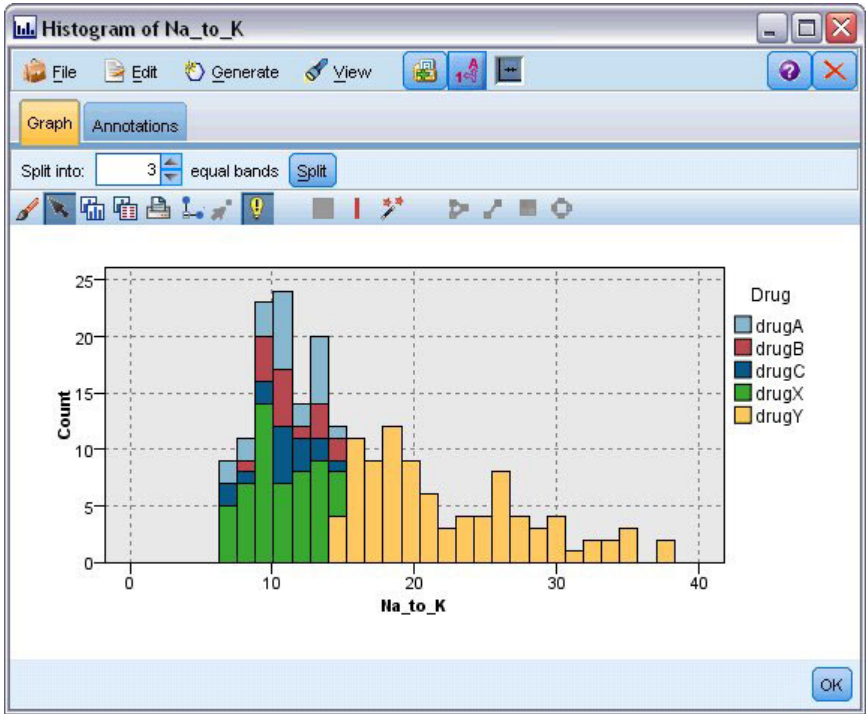 Histogram of Na_to_K
File Edit Generate View
Graph Annotations
Split into: 3 equal bands Split
25
20
15
10
5
0
Count
0 10 20 30 40
Na_to_K
Drug
drugA
drugB
drugC
drugX
drugY
OK